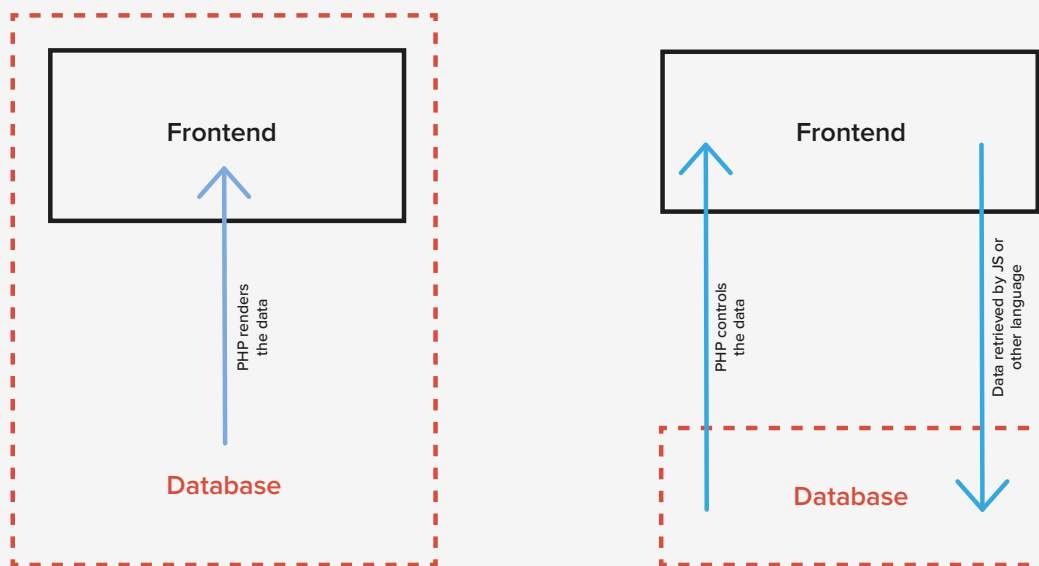 Frontend
PHP renders
the data
Database
Frontend
PHP controls
the data
Data retrieved by JS or
other language
Database